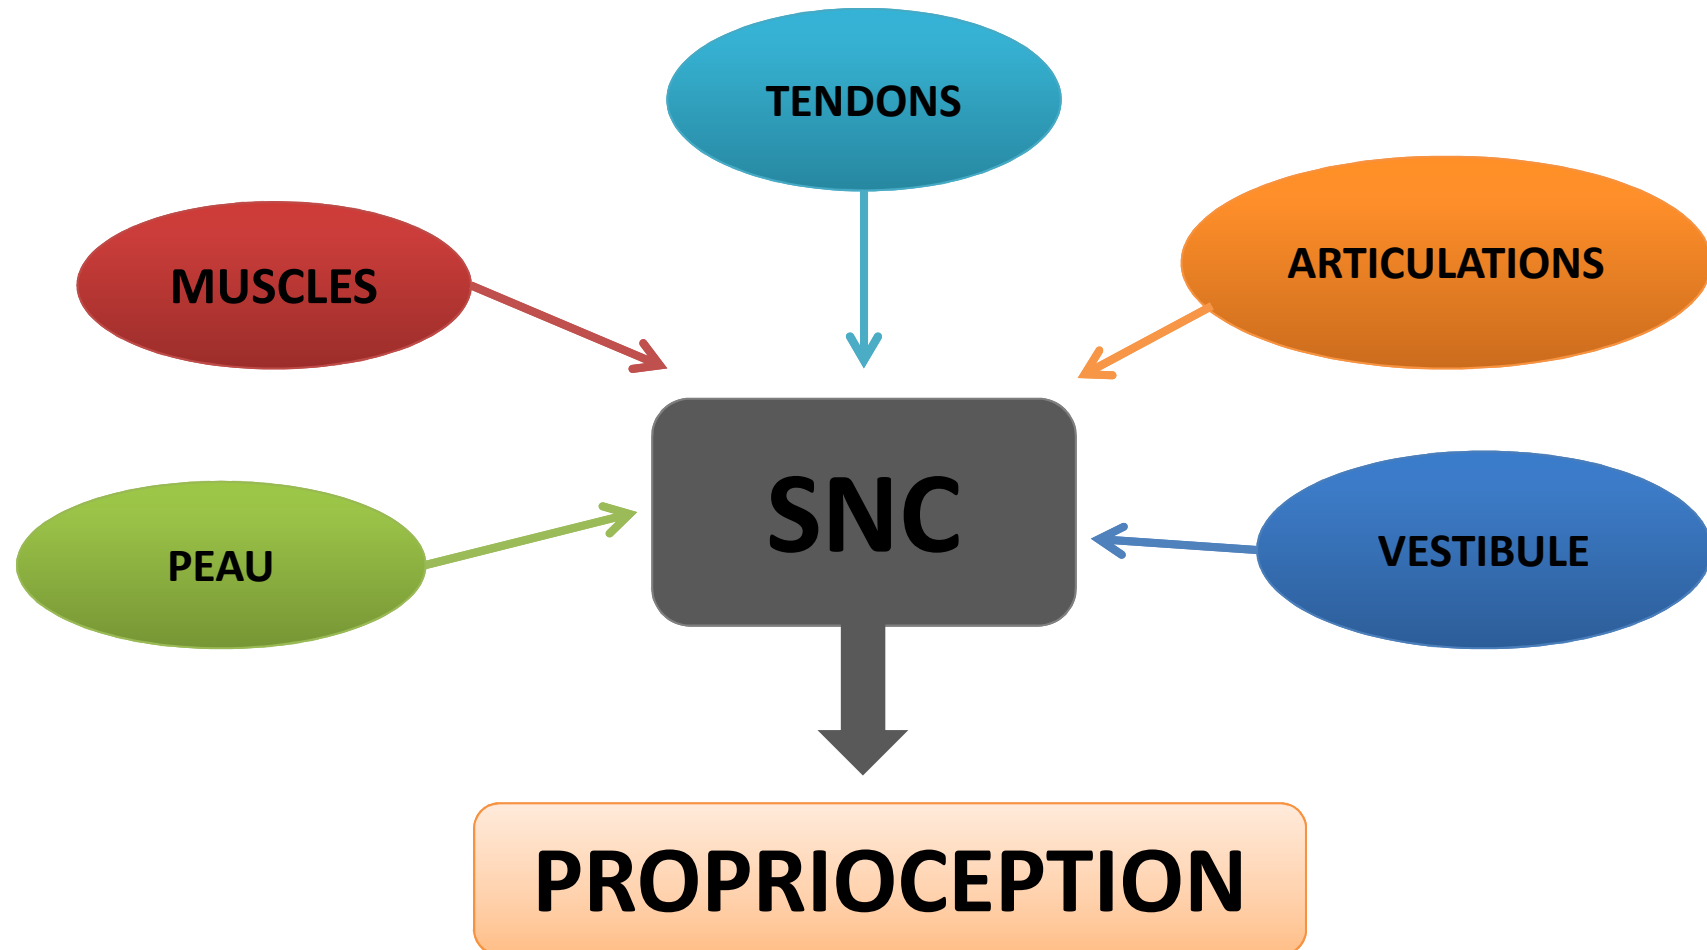 TENDONS
MUSCLES
ARTICULATIONS
PEAU
SNC
VESTIBULE
PROPRIOCEPTION